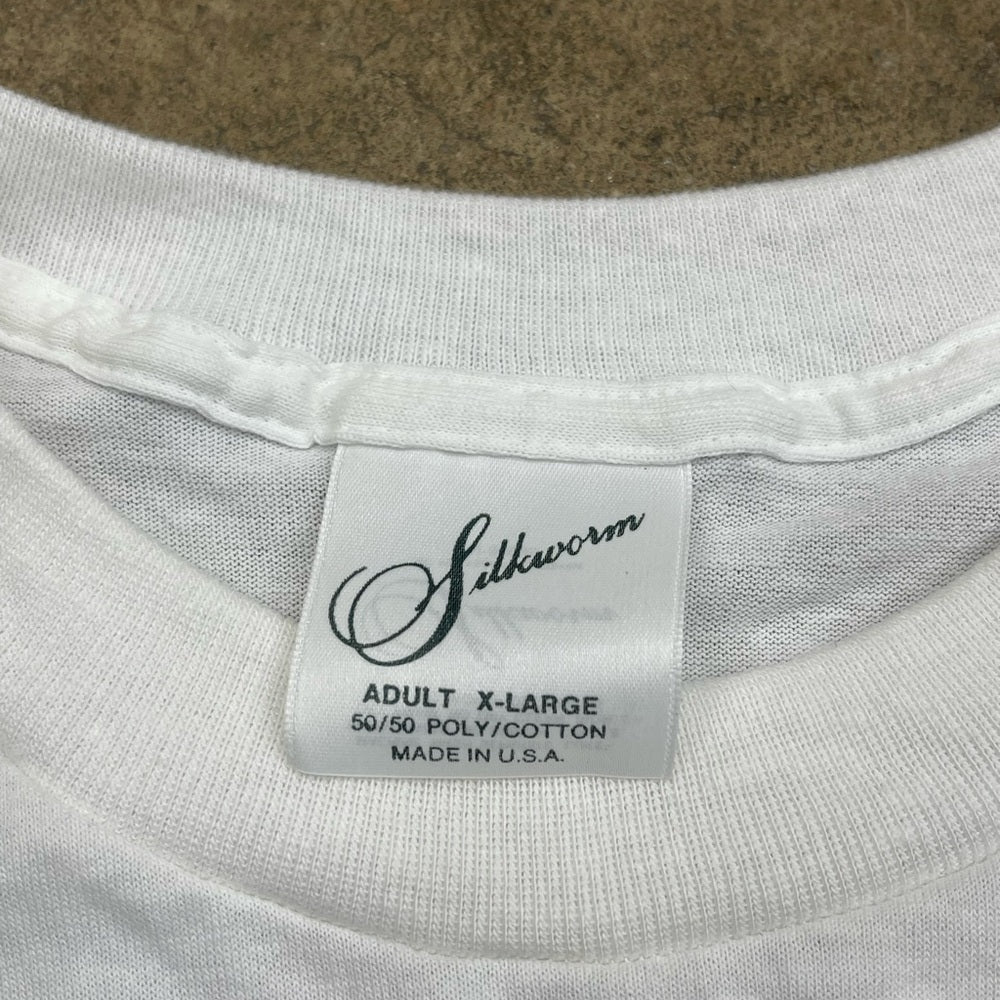 Silkworm
ADULT X-LARGE
50/50 POLY/COTTON
MADE IN U.S.A.